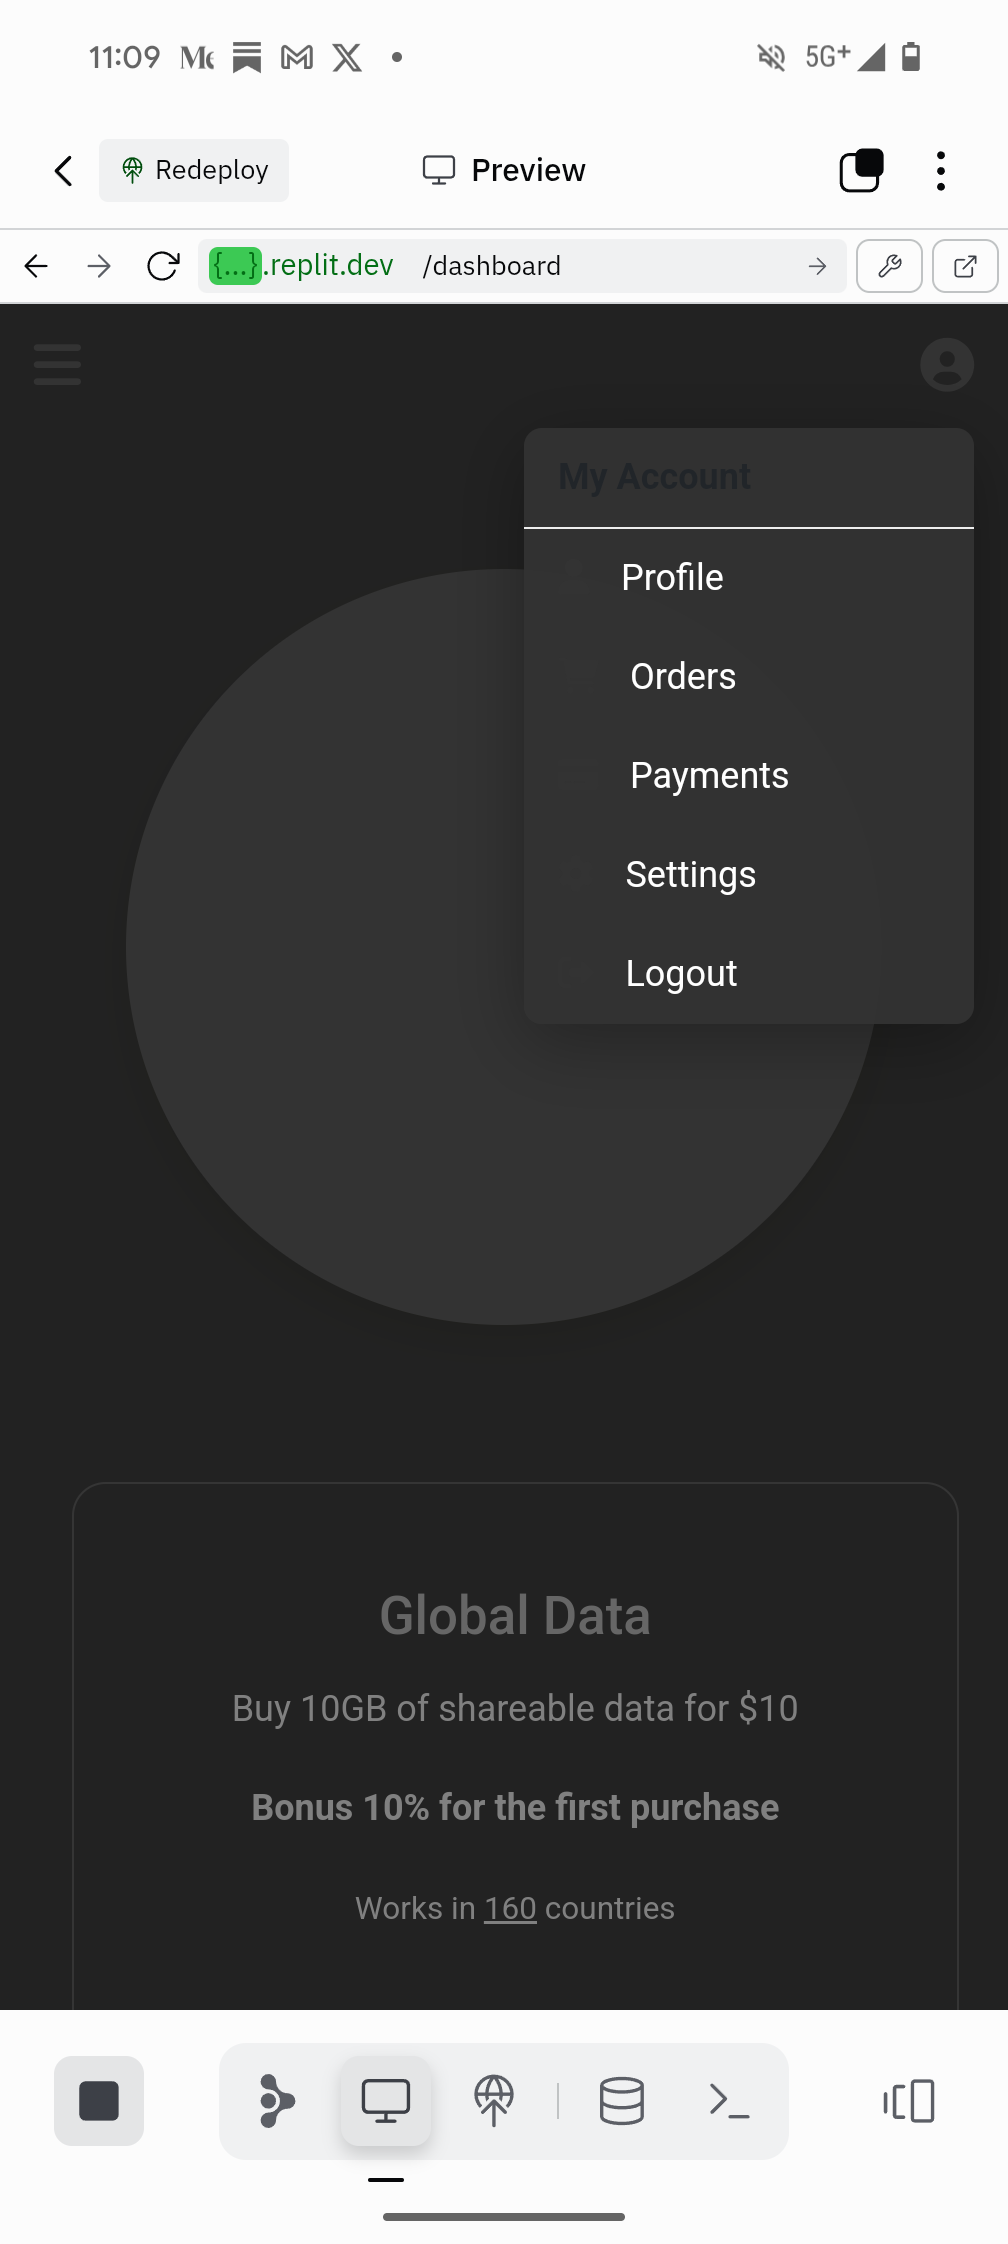 11:09 5G+
Redeploy Preview
{...}.replit.dev /dashboard
My Account
Profile
Orders
Payments
Settings
Logout
Global Data
Buy 10GB of shareable data for $10
Bonus 10% for the first purchase
Works in 160 countries